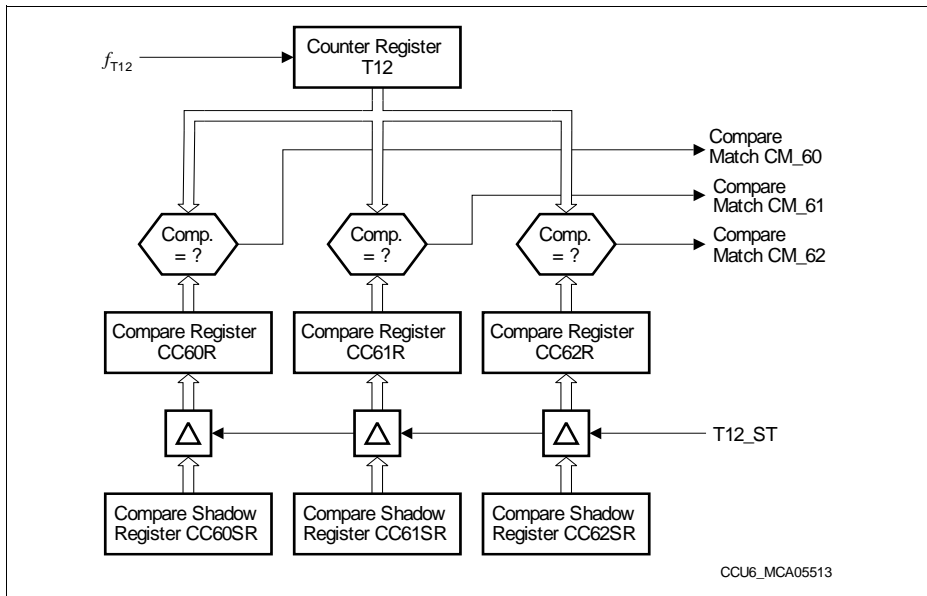 f T12
Counter Register
T12
Compare
Match CM_60
Compare
Match CM_61
Compare
Match CM_62
Comp.
= ?
Comp.
= ?
Comp.
= ?
Compare Register
CC60R
Compare Register
CC61R
Compare Register
CC62R
T12_ST
Compare Shadow
Register CC60SR
Compare Shadow
Register CC61SR
Compare Shadow
Register CC62SR
CCU6_MCA05513